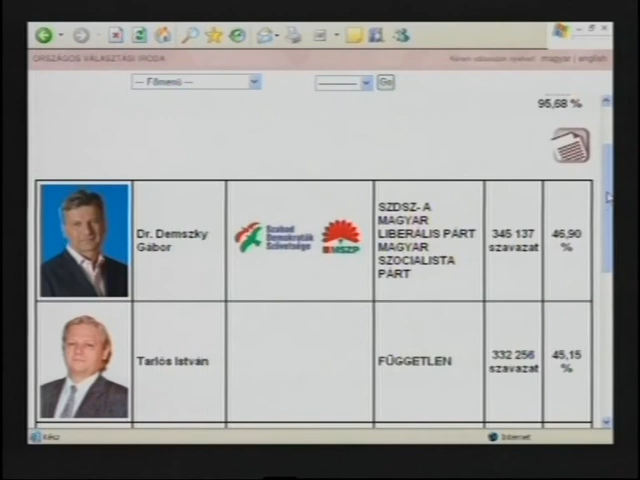 ORSZÁGOS VÁLASZTÁSI IRODA
magyar | english
--- Főmenü ---
Go
95,68 %
Dr. Demszky
Gábor
Szabad
Demokraták
Szövetsége
MSZP
SZDSZ- A
MAGYAR
LIBERÁLIS PÁRT
MAGYAR
SZOCIALISTA
PÁRT
345 137
szavazat
46,90
%
Tarlós István
FÜGGETLEN
332 256
szavazat
45,15
%
Kész
Internet